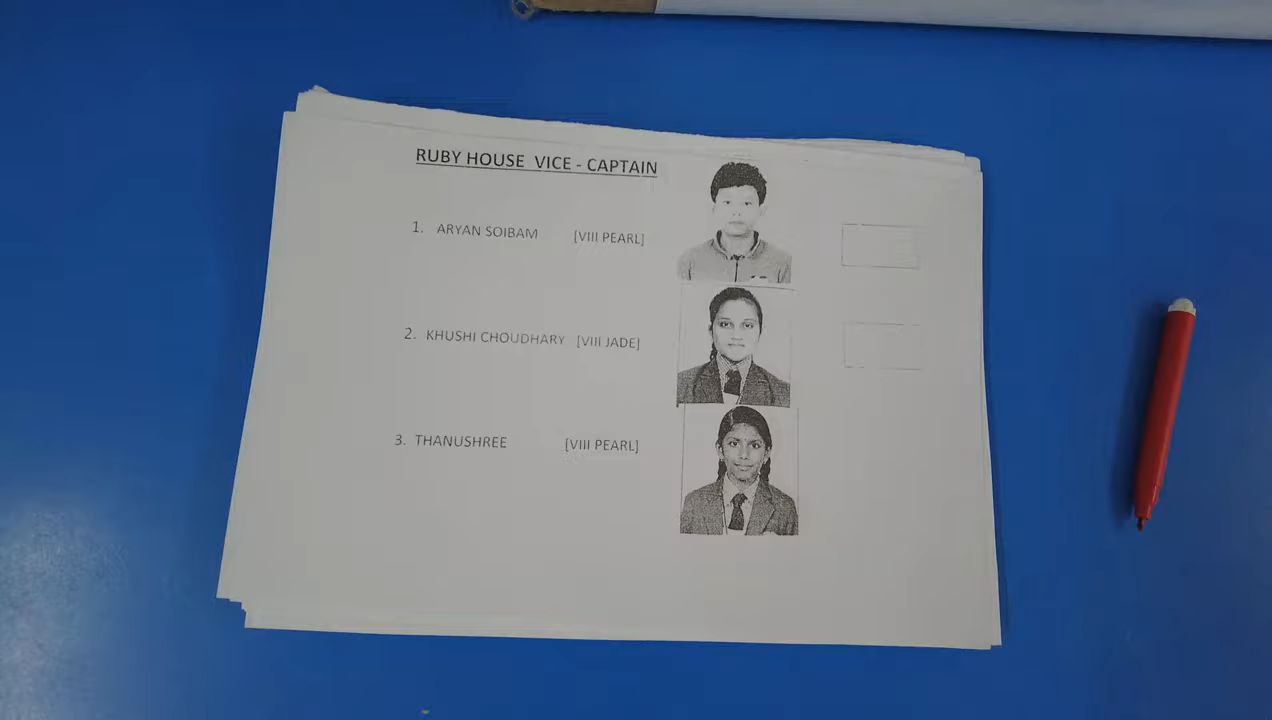 RUBY HOUSE VICE - CAPTAIN
1. ARYAN SOIBAM [VIII PEARL]
2. KHUSHI CHOUDHARY [VIII JADE]
3. THANUSHREE [VIII PEARL]